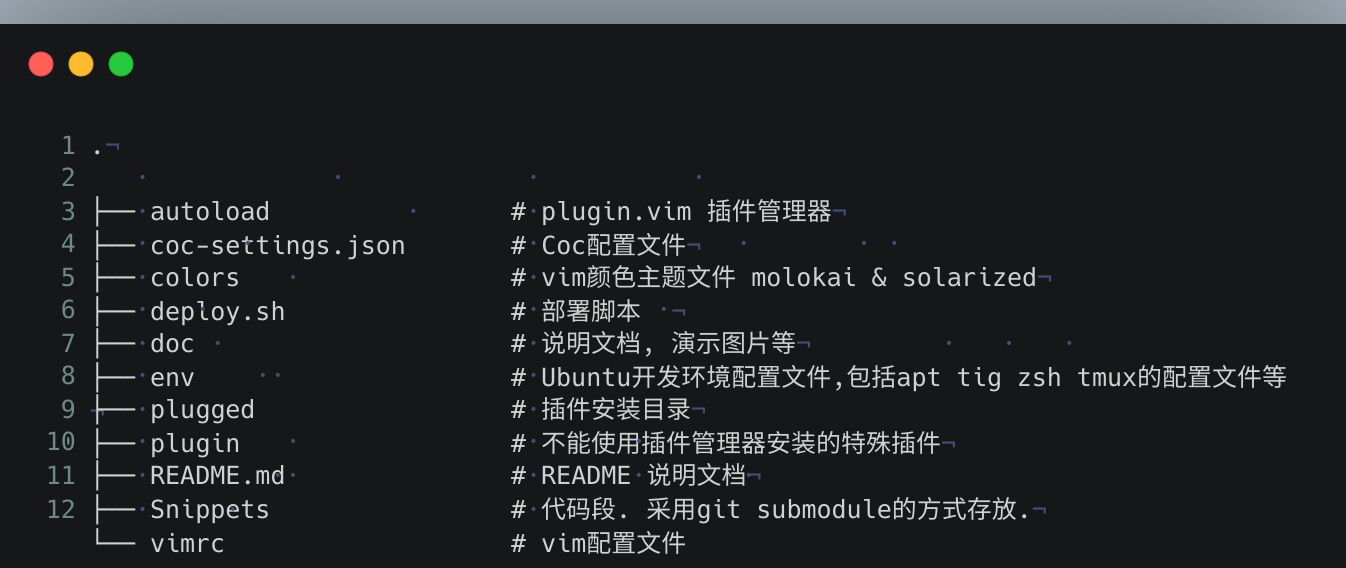 1 .¬
2
3 ├── autoload # plugin.vim 插件管理器¬
4 ├── coc-settings.json # Coc配置文件¬
5 ├── colors # vim颜色主题文件 molokai & solarized¬
6 ├── deploy.sh # 部署脚本 ¬
7 ├── doc # 说明文档, 演示图片等¬
8 ├── env # Ubuntu开发环境配置文件,包括apt tig zsh tmux的配置文件等
9 ├── plugged # 插件安装目录¬
10 ├── plugin # 不能使用插件管理器安装的特殊插件¬
11 ├── README.md # README 说明文档¬
12 ├── Snippets # 代码段. 采用git submodule的方式存放.¬
└── vimrc # vim配置文件